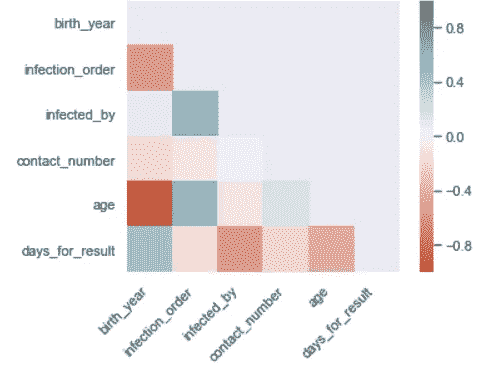 birth_year
infection_order
infected_by
contact_number
age
days_for_result
birth_year
infection_order
infected_by
contact_number
age
days_for_result
0.8
0.4
0.0
−0.4
−0.8